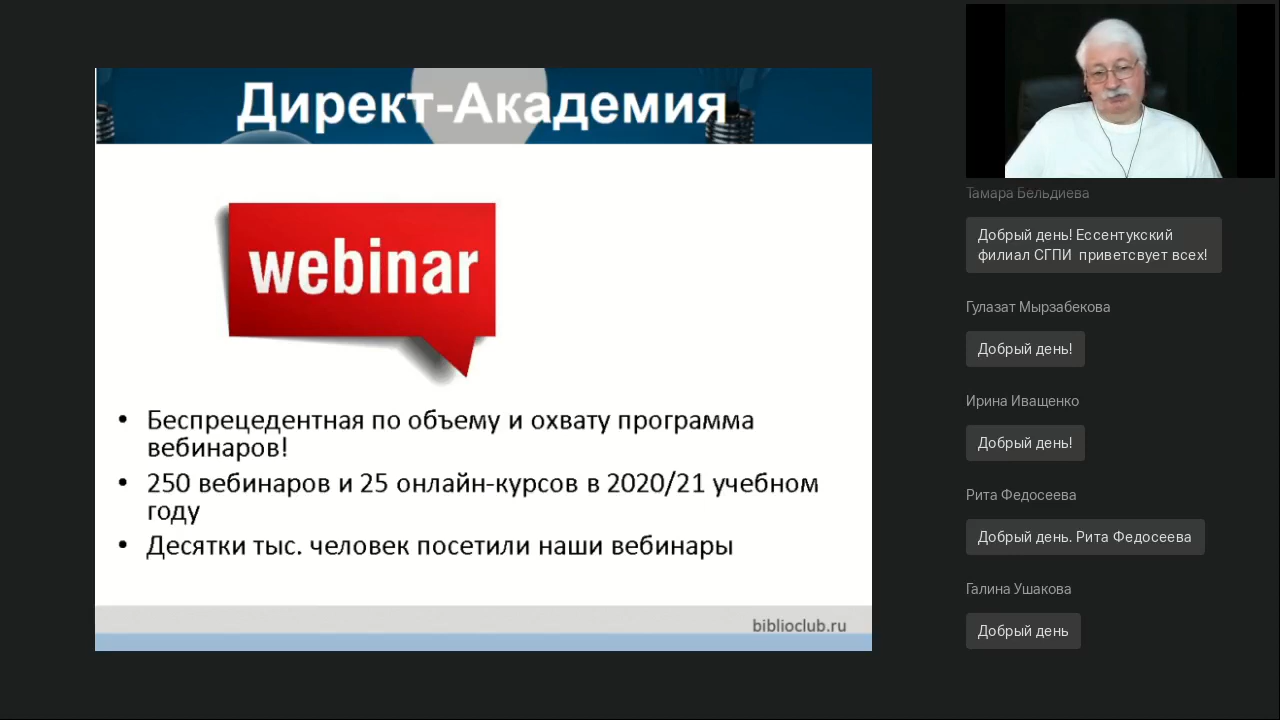 Директ-Академия
webinar
• Беспрецедентная по объему и охвату программа
вебинаров!
• 250 вебинаров и 25 онлайн-курсов в 2020/21 учебном
году
• Десятки тыс. человек посетили наши вебинары
biblioclub.ru
Тамара Бельдиева
Добрый день! Ессентукский
филиал СГПИ приветсвует всех!
Гулазат Мырзабекова
Добрый день!
Ирина Иващенко
Добрый день!
Рита Федосеева
Добрый день. Рита Федосеева
Галина Ушакова
Добрый день